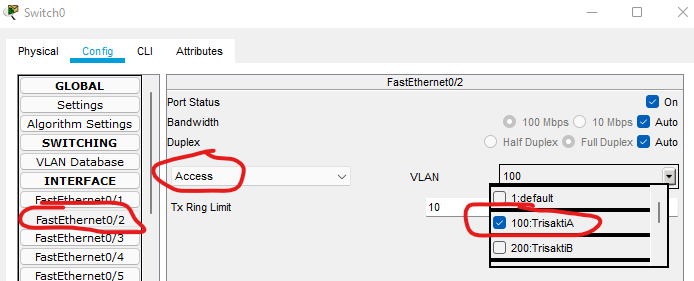 Switch0
Physical Config CLI Attributes
GLOBAL
Settings
Algorithm Settings
SWITCHING
VLAN Database
INTERFACE
FastEthernet0/1
FastEthernet0/2
FastEthernet0/3
FastEthernet0/4
FastEthernet0/5
FastEthernet0/2
Port Status On
Bandwidth 100 Mbps 10 Mbps Auto
Duplex Half Duplex Full Duplex Auto
Access VLAN 100
Tx Ring Limit 10
1:default
100:TrisaktiA
200:TrisaktiB